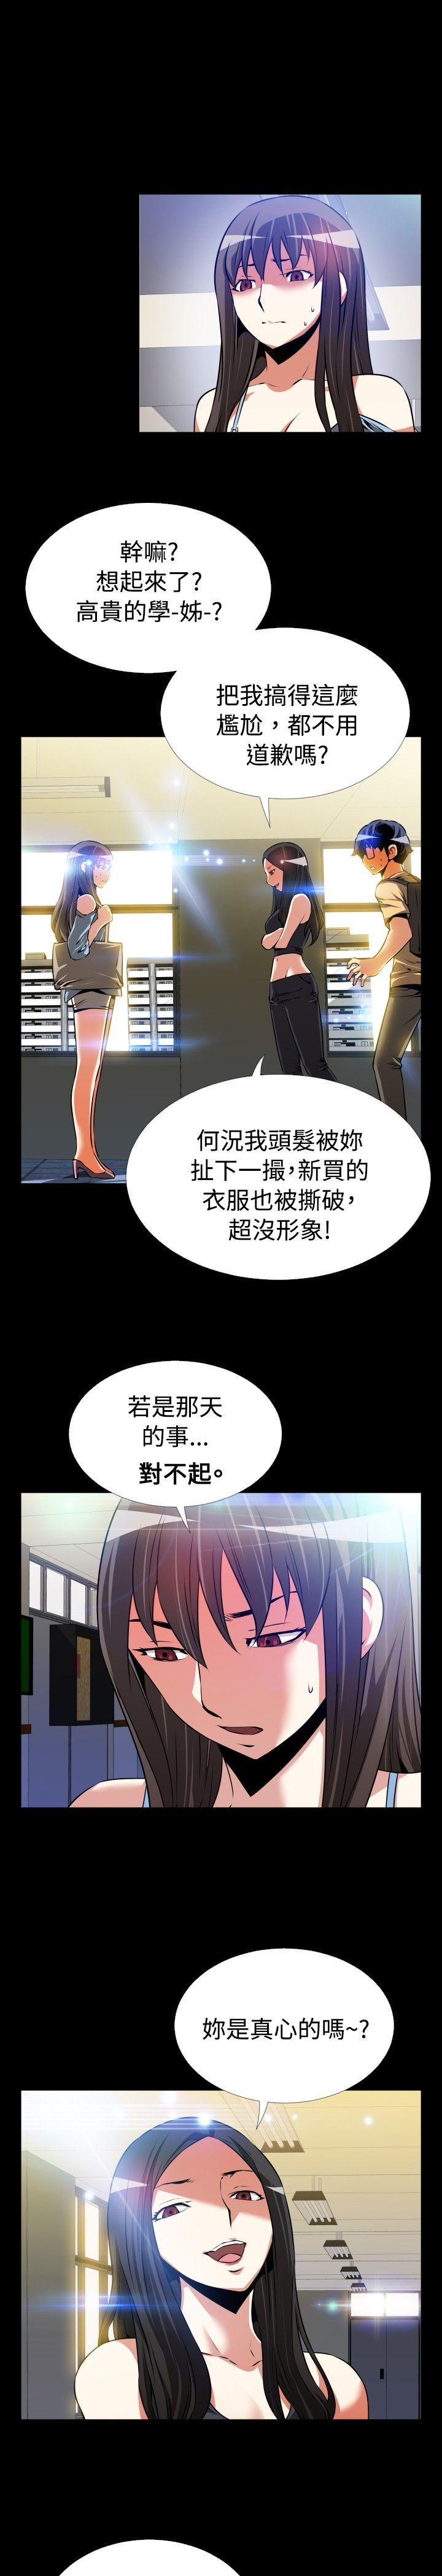 幹嘛?
想起來了?
高貴的學-姊-?
把我搞得這麼
尷尬，都不用
道歉嗎?
何況我頭髮被妳
扯下一撮，新買的
衣服也被撕破，
超沒形象!
若是那天
的事...
對不起。
妳是真心的嗎~?